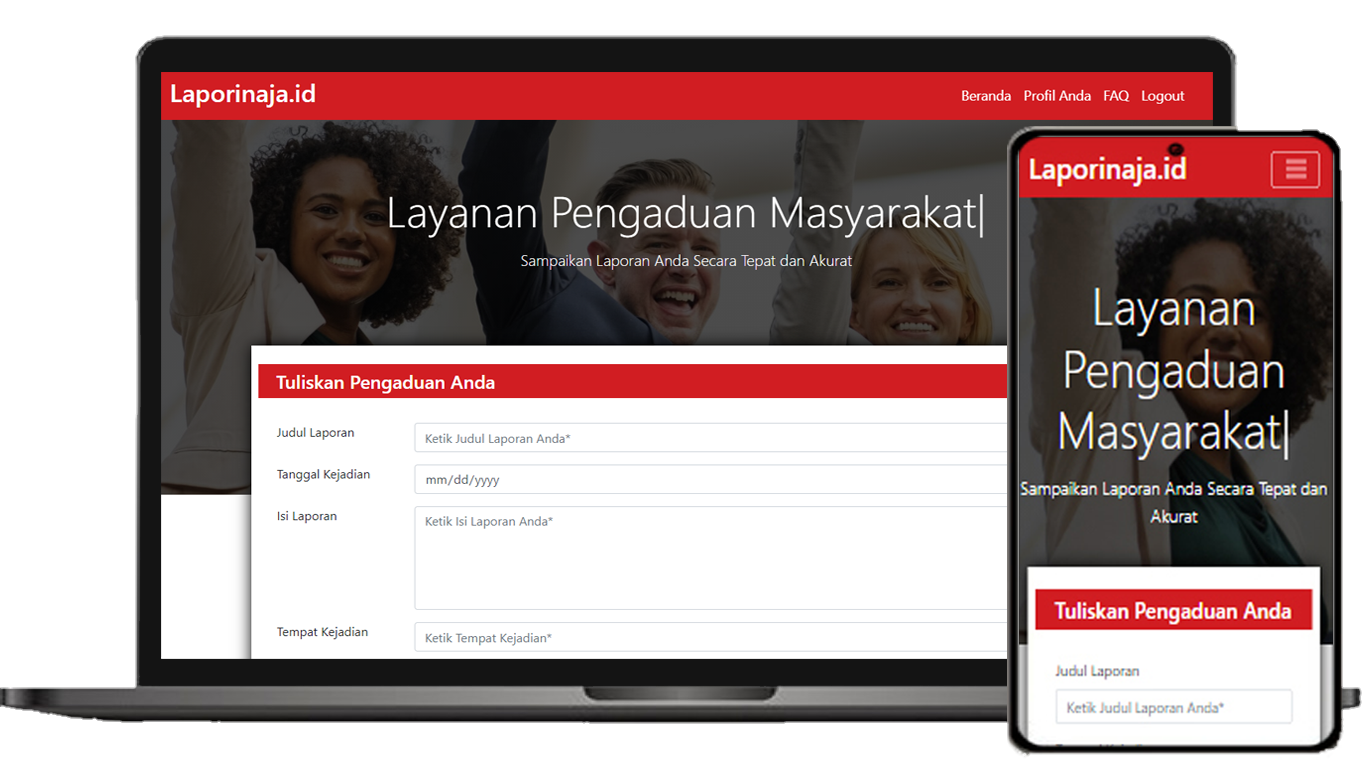 Laporinaja.id
Beranda Profil Anda FAQ Logout
Layanan Pengaduan Masyarakat|
Sampaikan Laporan Anda Secara Tepat dan Akurat
Tuliskan Pengaduan Anda
Judul Laporan
Ketik Judul Laporan Anda*
Tanggal Kejadian
mm/dd/yyyy
Isi Laporan
Ketik Isi Laporan Anda*
Tempat Kejadian
Ketik Tempat Kejadian*
Laporinaja.id
Layanan
Pengaduan
Masyarakat|
Sampaikan Laporan Anda Secara Tepat dan
Akurat
Tuliskan Pengaduan Anda
Judul Laporan
Ketik Judul Laporan Anda*